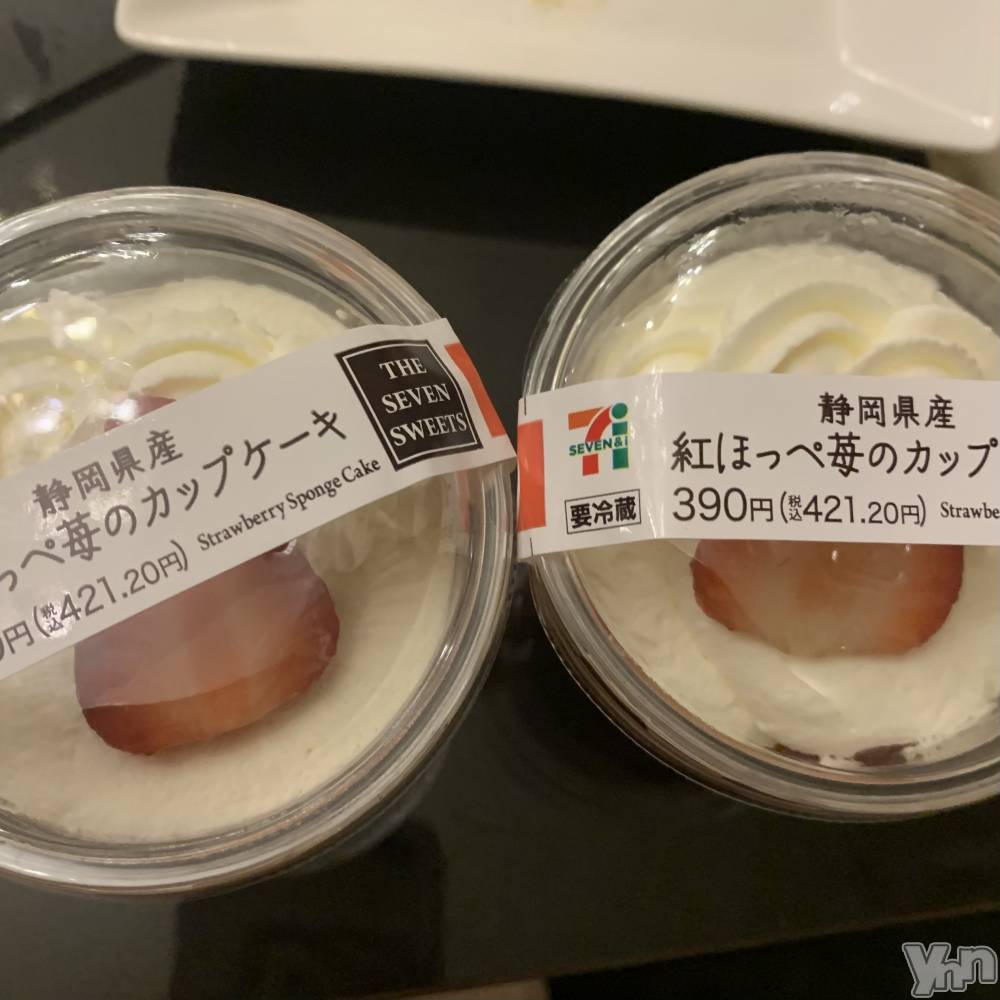 静岡県産
っぺ苺のカップケーキ
0円(税込421.20円) Strawberry Sponge Cake
THE
SEVEN
SWEETS
SEVEN&i
要冷蔵
静岡県産
紅ほっぺ苺のカップ
390円(税込421.20円) Strawbe
Ynn